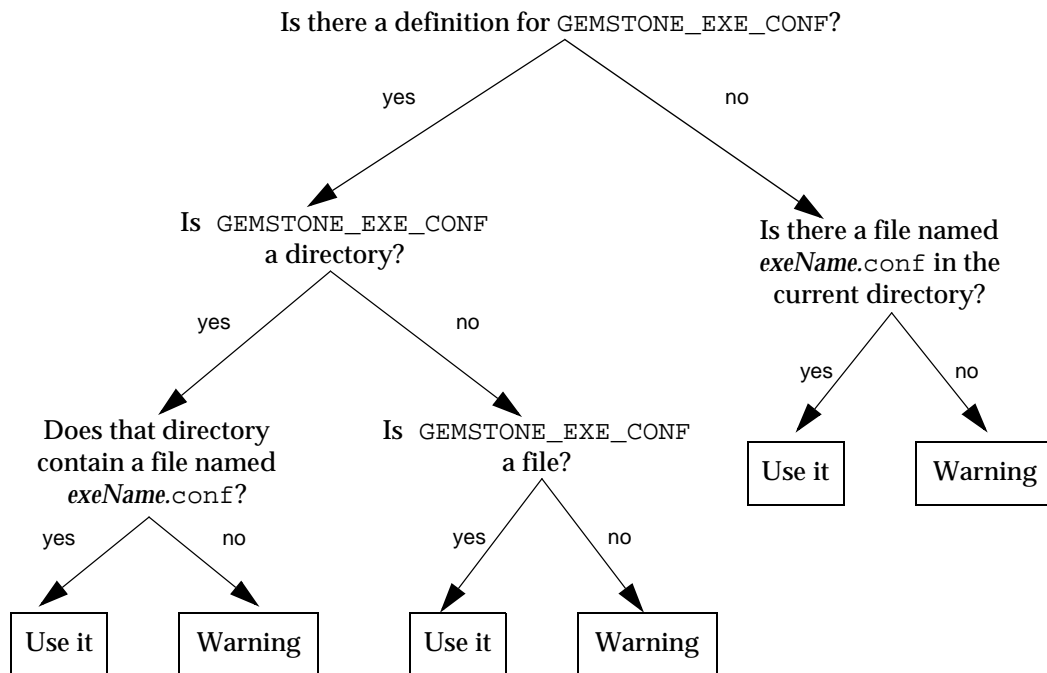 Is there a definition for GEMSTONE_EXE_CONF?
yes
no
Is GEMSTONE_EXE_CONF
a directory?
Is there a file named
exeName.conf in the
current directory?
yes
no
yes
no
Does that directory
contain a file named
exeName.conf?
Is GEMSTONE_EXE_CONF
a file?
Use it
Warning
yes
no
yes
no
Use it
Warning
Use it
Warning